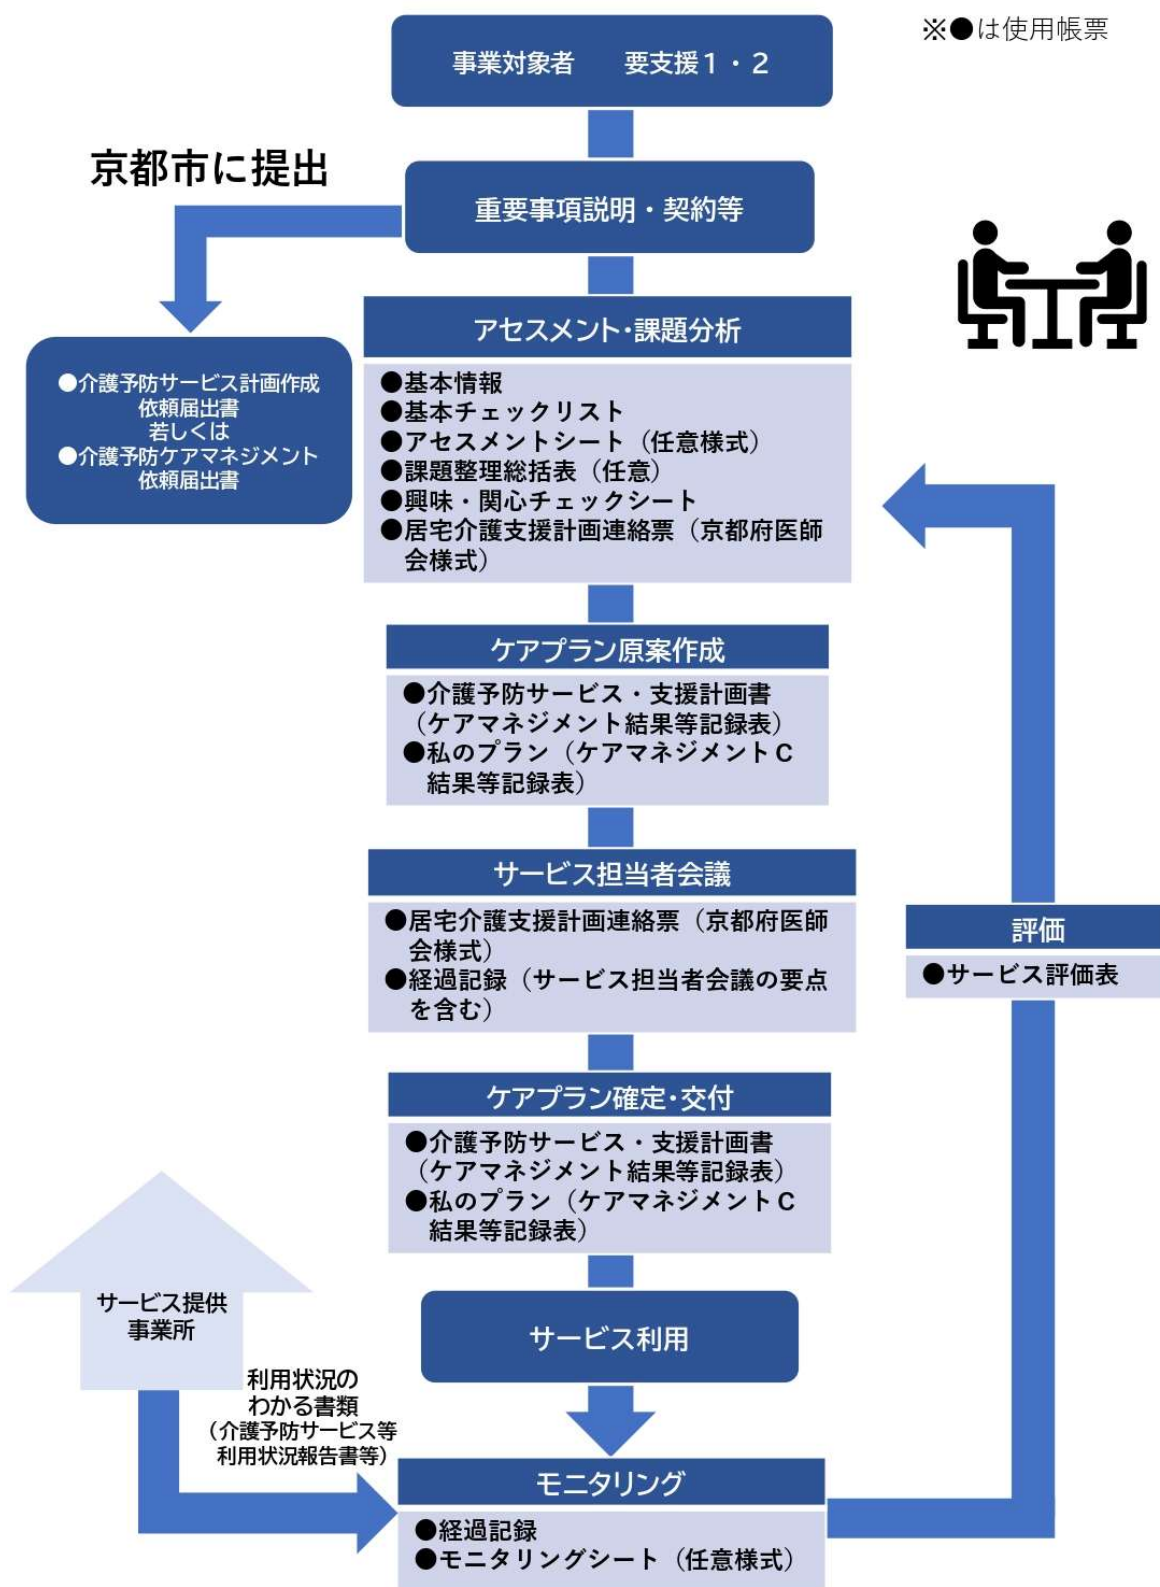 ※●は使用帳票
事業対象者　　要支援１・２
京都市に提出
重要事項説明・契約等
●介護予防サービス計画作成
依頼届出書
若しくは
●介護予防ケアマネジメント
依頼届出書
アセスメント・課題分析
●基本情報
●基本チェックリスト
●アセスメントシート（任意様式）
●課題整理総括表（任意）
●興味・関心チェックシート
●居宅介護支援計画連絡票（京都府医師
会様式）
ケアプラン原案作成
●介護予防サービス・支援計画書
（ケアマネジメント結果等記録表）
●私のプラン（ケアマネジメントＣ
結果等記録表）
サービス担当者会議
●居宅介護支援計画連絡票（京都府医師
会様式）
●経過記録（サービス担当者会議の要点
を含む）
評価
●サービス評価表
ケアプラン確定・交付
●介護予防サービス・支援計画書
（ケアマネジメント結果等記録表）
●私のプラン（ケアマネジメントＣ
結果等記録表）
サービス提供
事業所
サービス利用
利用状況の
わかる書類
（介護予防サービス等
利用状況報告書等）
モニタリング
●経過記録
●モニタリングシート（任意様式）